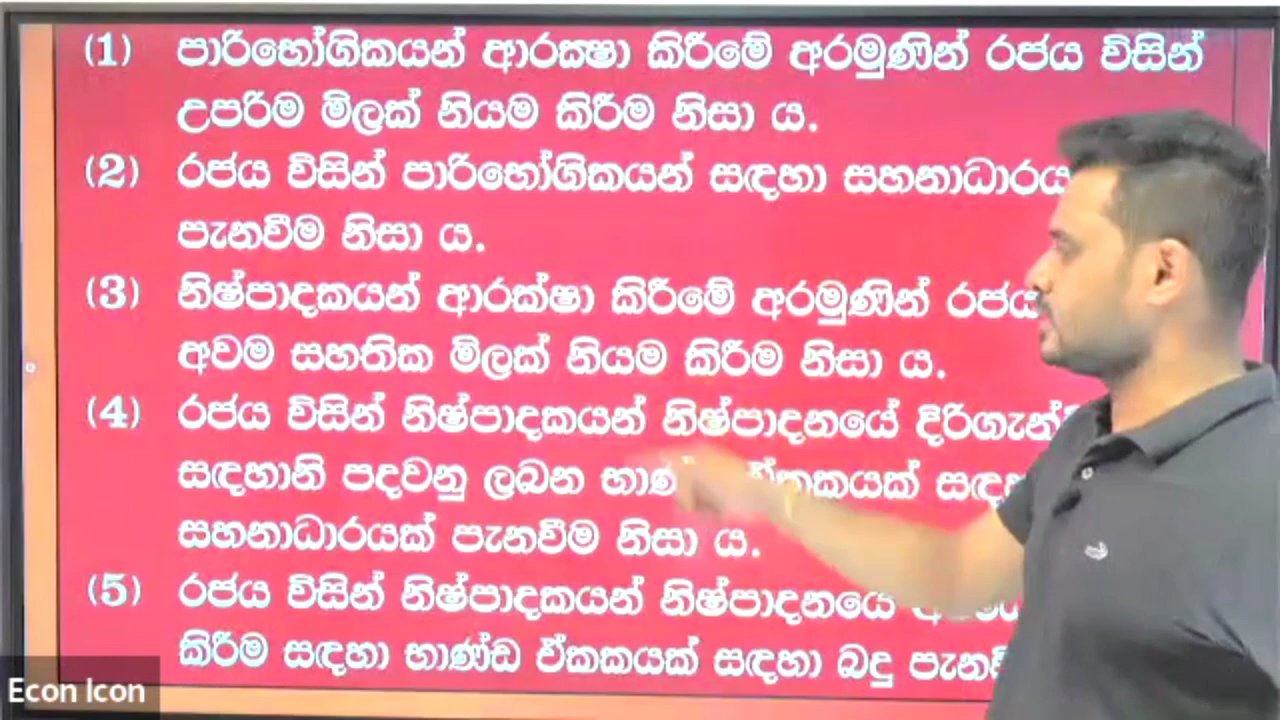 (1) පාරිභෝගිකයන් ආරක්‍ෂා කිරීමේ අරමුණින් රජය විසින්
උපරිම මිලක් නියම කිරීම නිසා ය.
(2) රජය විසින් පාරිභෝගිකයන් සඳහා සහනාධාරය
පැනවීම නිසා ය.
(3) නිෂ්පාදකයන් ආරක්ෂා කිරීමේ අරමුණින් රජය
අවම සහතික මිලක් නියම කිරීම නිසා ය.
(4) රජය විසින් නිෂ්පාදකයන් නිෂ්පාදනයේ
සඳහානි පදවනු ලබන සඳහා
සහනාධාරයක් පැනවීම නිසා ය.
(5) රජය විසින් නිෂ්පාදකයන් නිෂ්පාදනයේ
කිරීම සඳහා භාණ්ඩ ඒකකයක් සඳහා බදු
Econ Icon